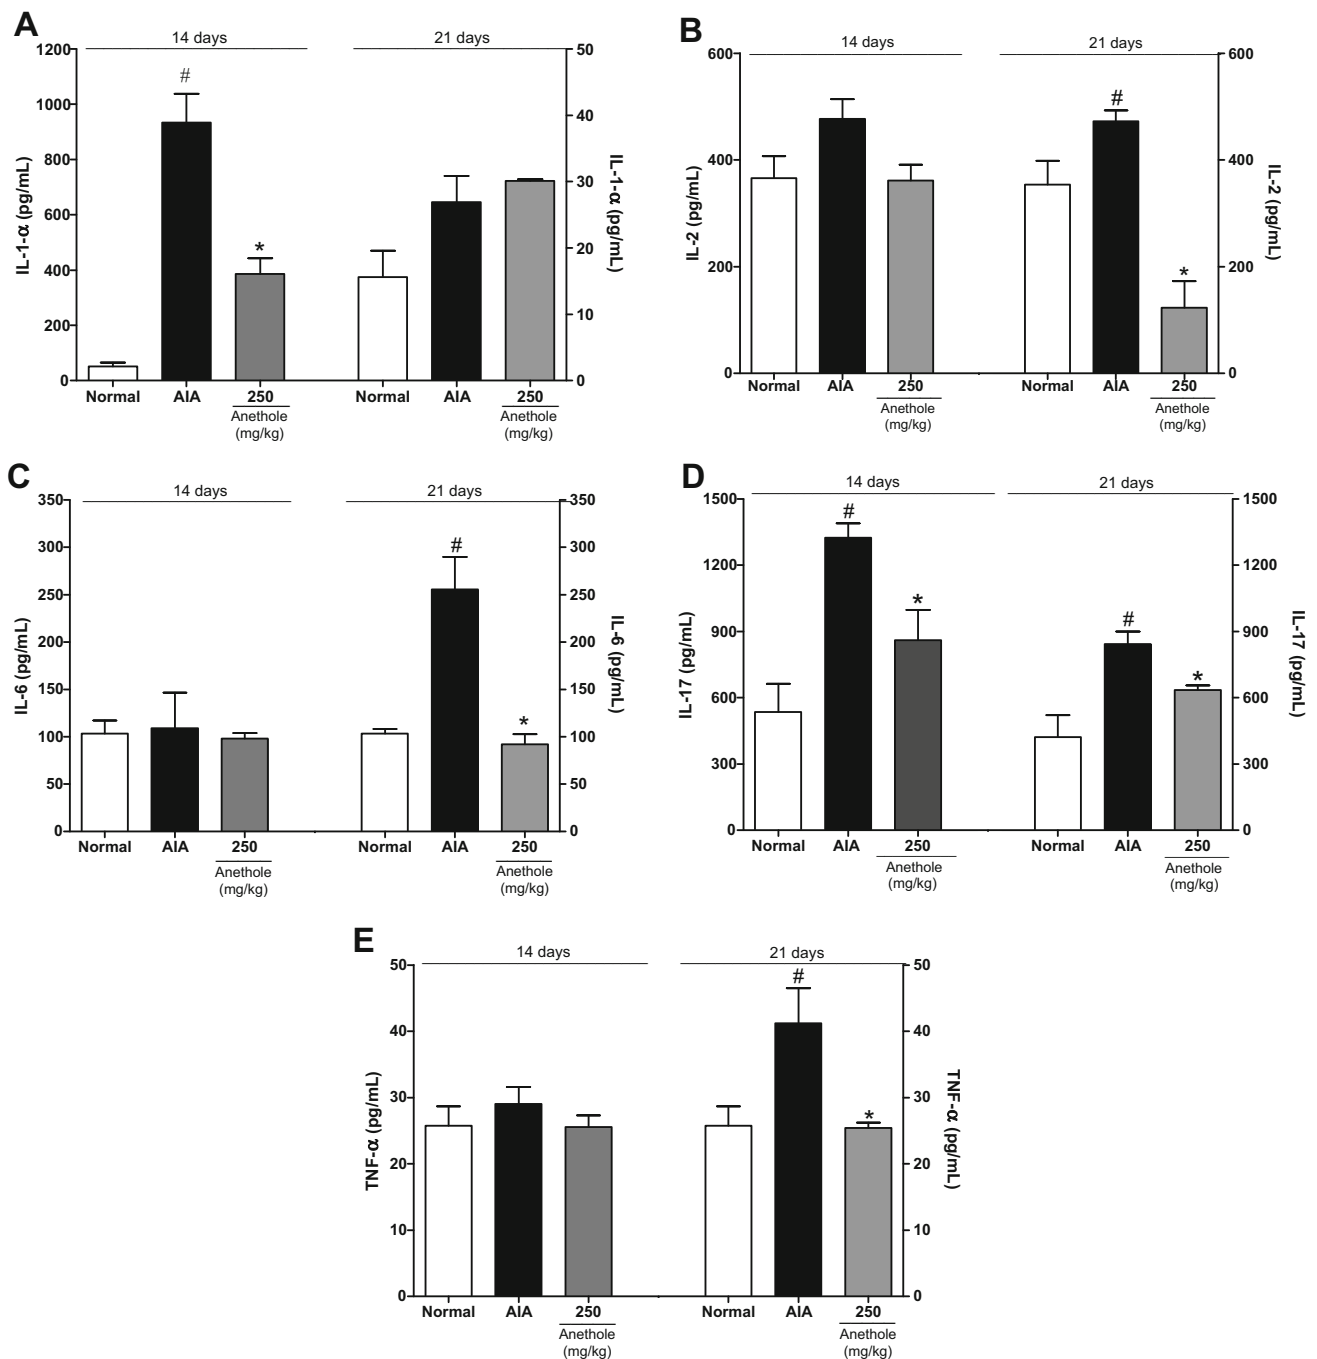 A
14 days
21 days
IL-1-α (pg/mL)
1200
1000
800
600
400
200
0
#
*
50
40
30
20
10
0
IL-1-α (pg/mL)
Normal AIA 250 Normal AIA 250
Anethole Anethole
(mg/kg) (mg/kg)
B
14 days
21 days
IL-2 (pg/mL)
600
400
200
0
#
*
600
400
200
0
IL-2 (pg/mL)
Normal AIA 250 Normal AIA 250
Anethole Anethole
(mg/kg) (mg/kg)
C
14 days
21 days
IL-6 (pg/mL)
350
300
250
200
150
100
50
0
#
*
350
300
250
200
150
100
50
0
IL-6 (pg/mL)
Normal AIA 250 Normal AIA 250
Anethole Anethole
(mg/kg) (mg/kg)
D
14 days
21 days
IL-17 (pg/mL)
1500
1200
900
600
300
0
#
*
#
*
1500
1200
900
600
300
0
IL-17 (pg/mL)
Normal AIA 250 Normal AIA 250
Anethole Anethole
(mg/kg) (mg/kg)
E
14 days
21 days
TNF-α (pg/mL)
50
40
30
20
10
0
#
*
50
40
30
20
10
0
TNF-α (pg/mL)
Normal AIA 250 Normal AIA 250
Anethole Anethole
(mg/kg) (mg/kg)